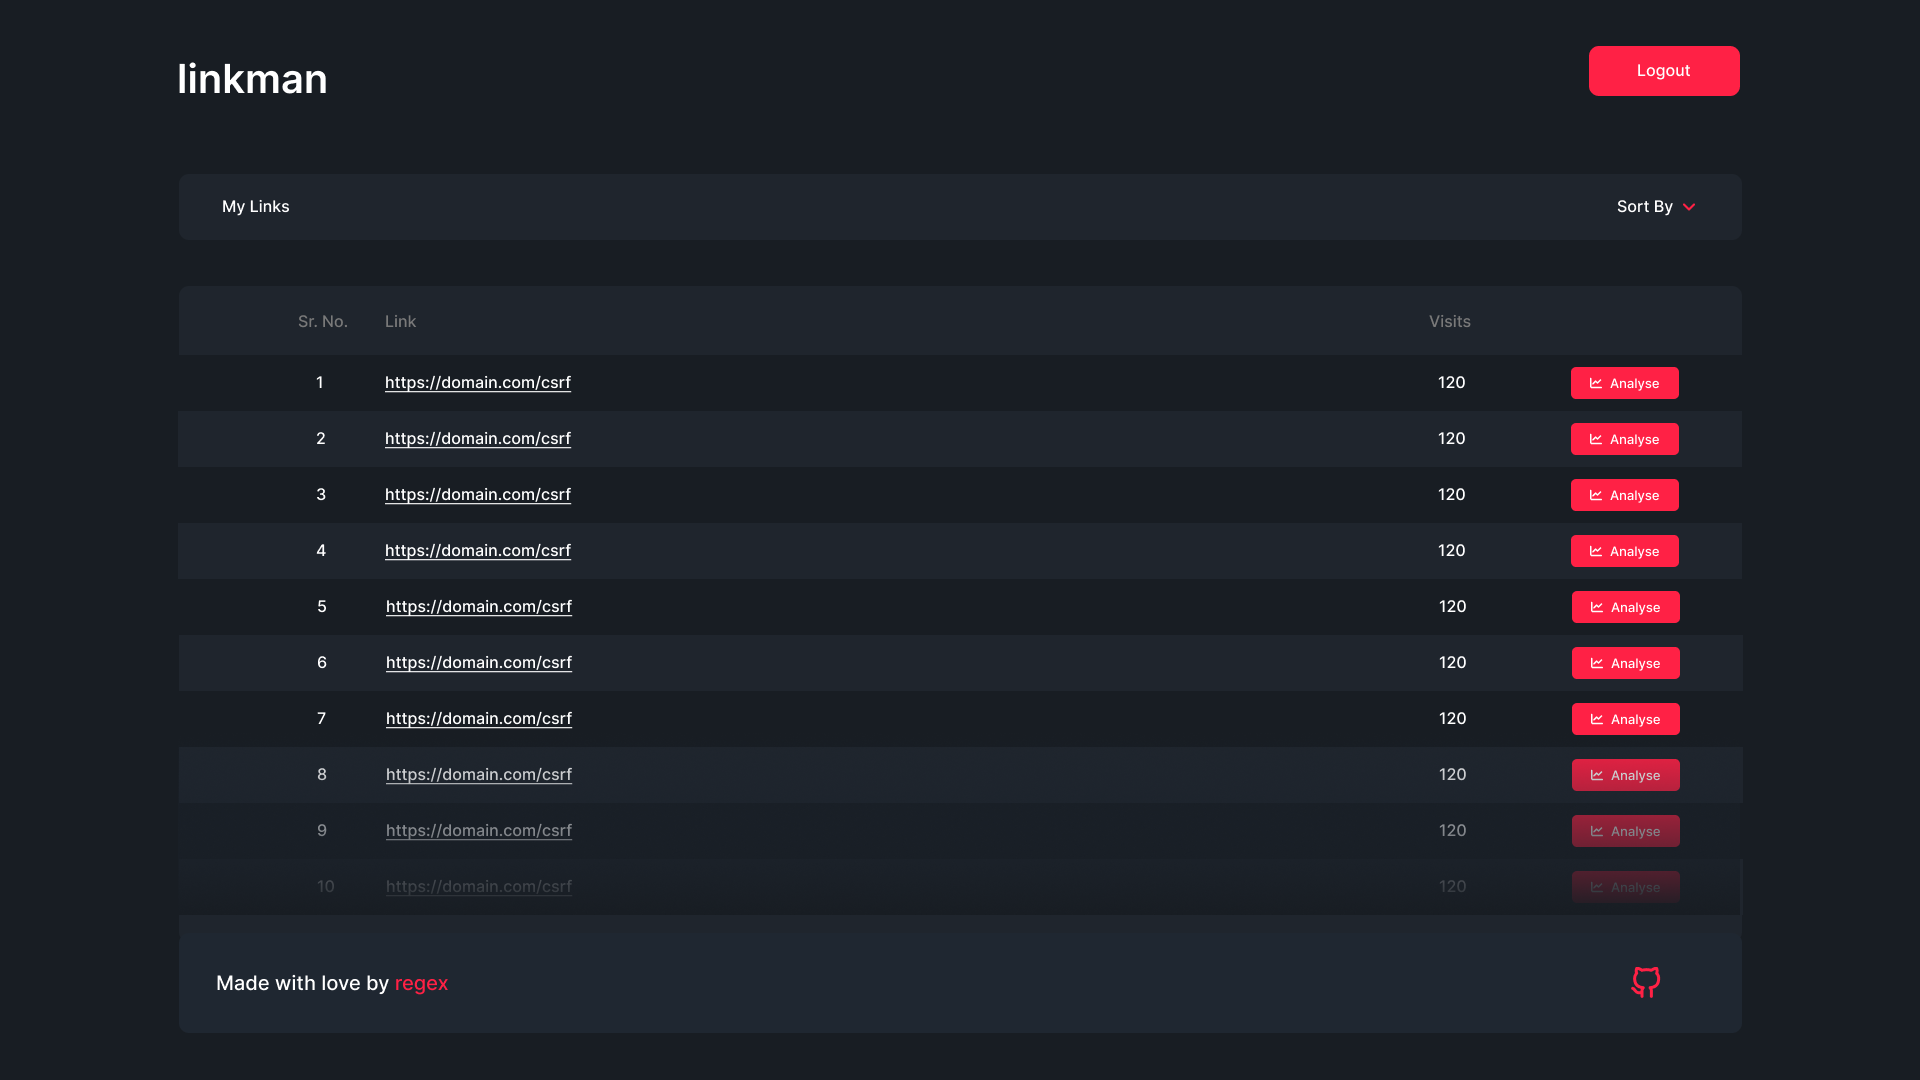 linkman
Logout
My Links
Sort By
Sr. No. Link Visits
1 https://domain.com/csrf 120 Analyse
2 https://domain.com/csrf 120 Analyse
3 https://domain.com/csrf 120 Analyse
4 https://domain.com/csrf 120 Analyse
5 https://domain.com/csrf 120 Analyse
6 https://domain.com/csrf 120 Analyse
7 https://domain.com/csrf 120 Analyse
8 https://domain.com/csrf 120 Analyse
9 https://domain.com/csrf 120 Analyse
10 https://domain.com/csrf 120 Analyse
Made with love by regex